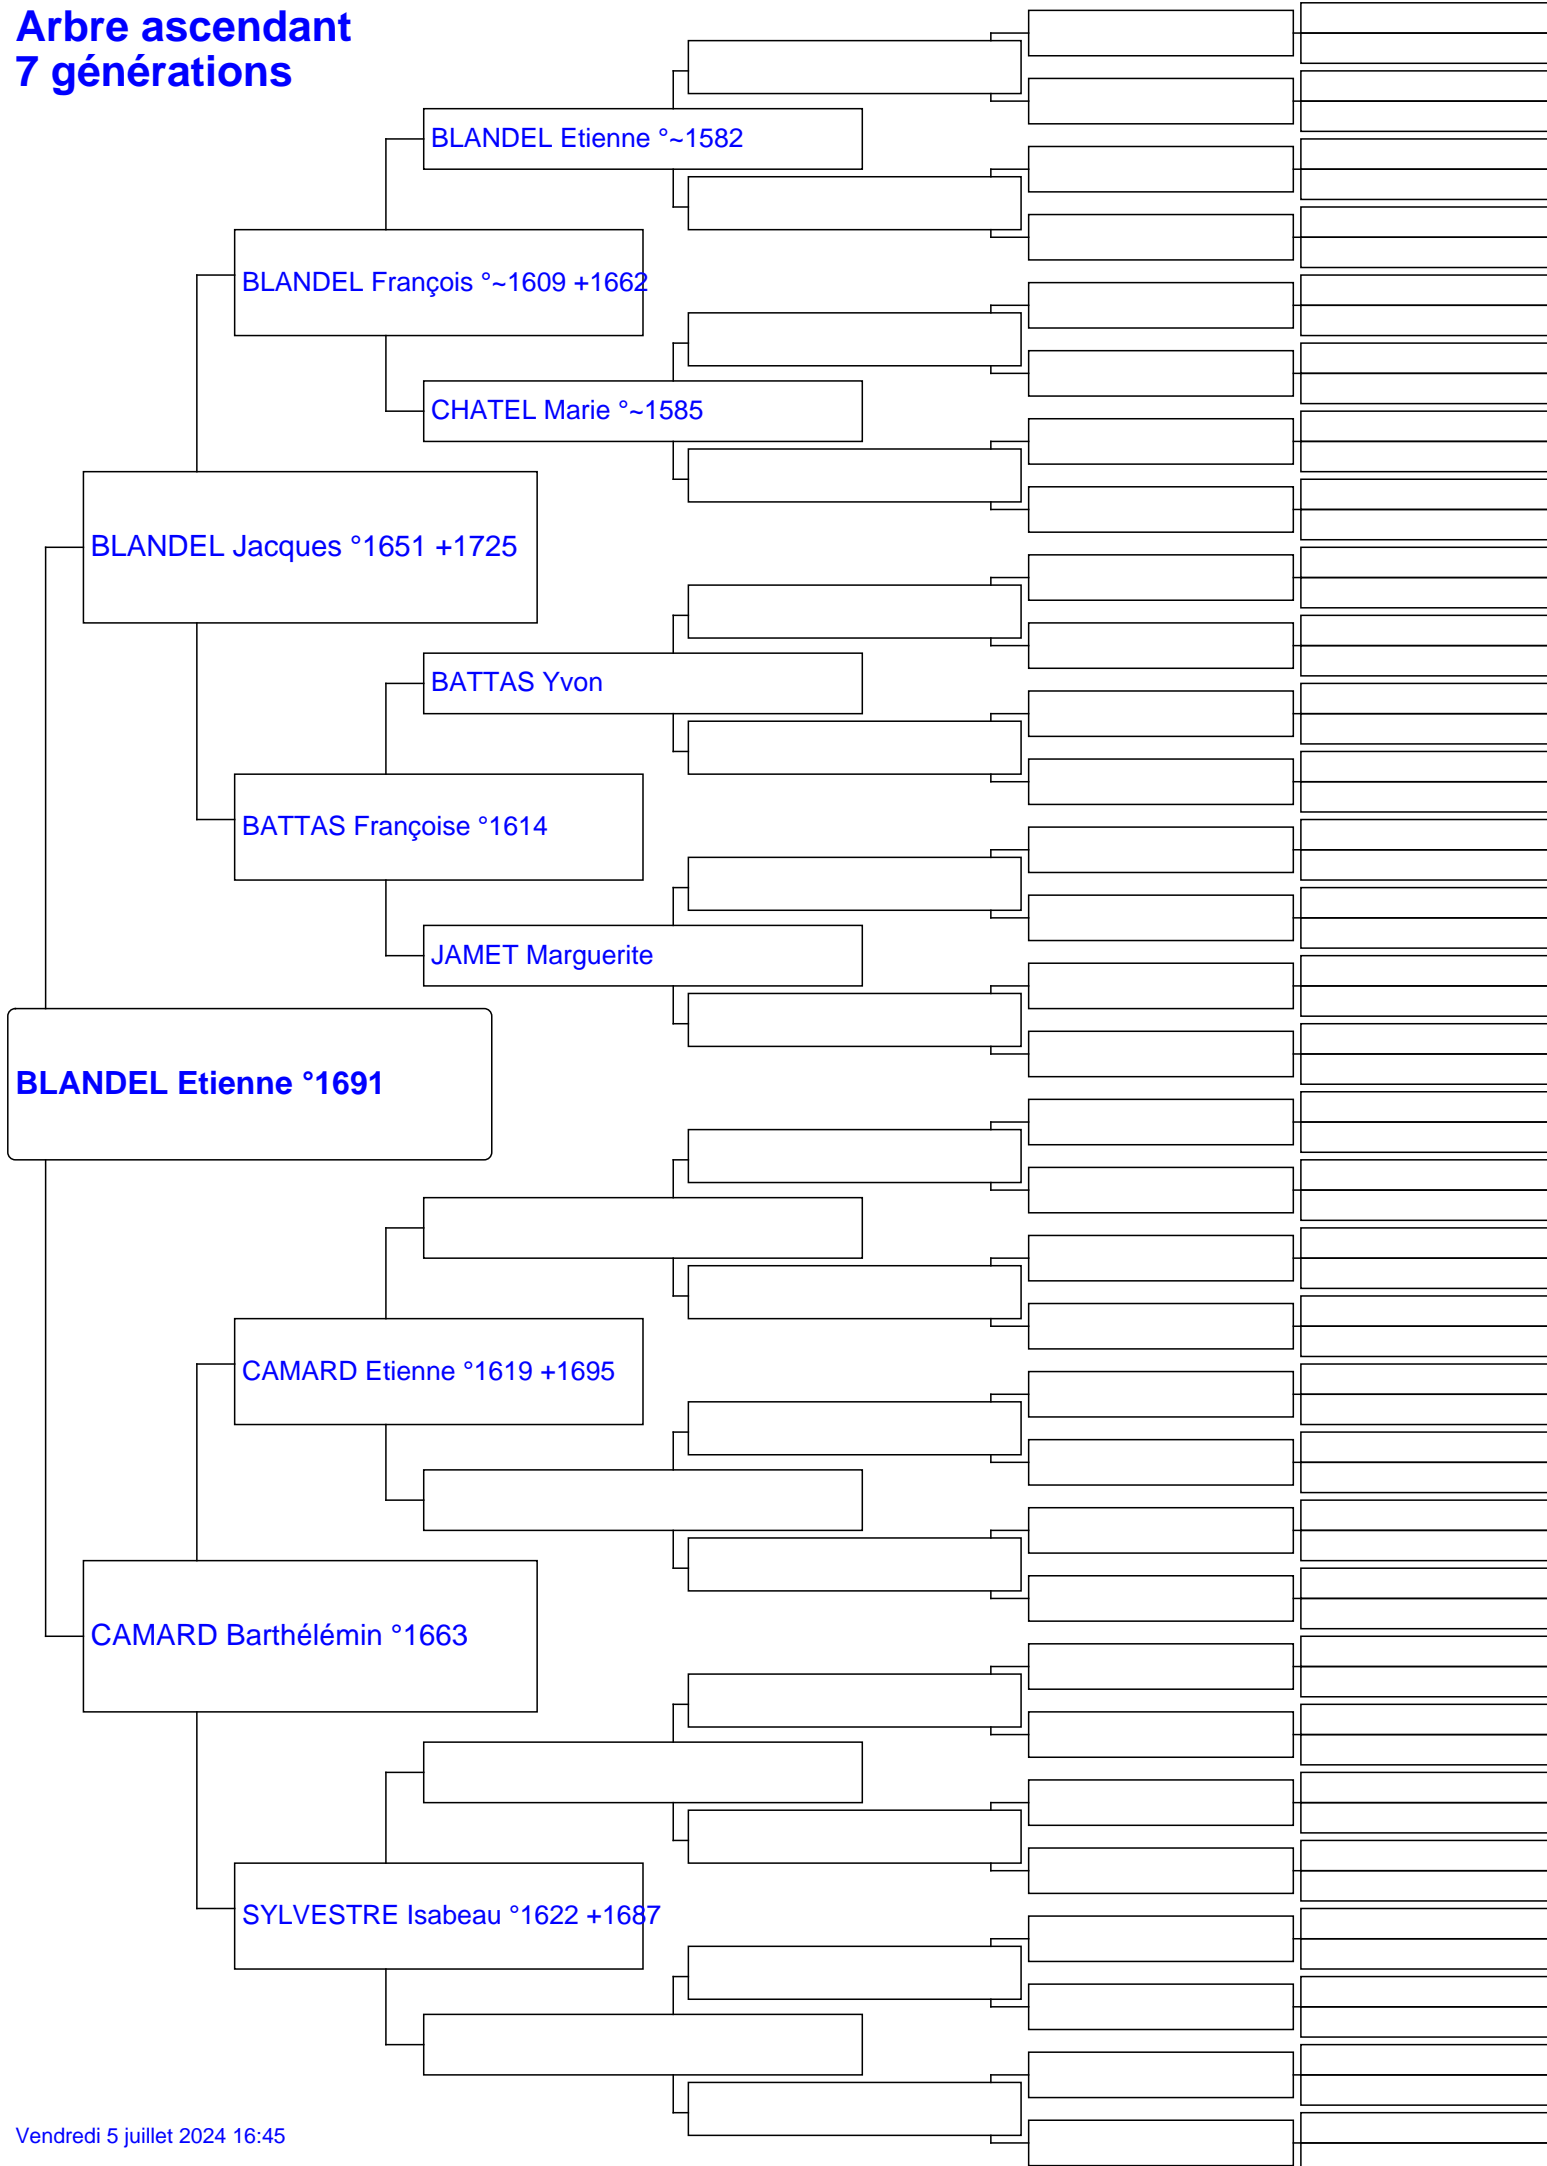 Arbre ascendant
7 générations
BLANDEL Etienne °~1582
BLANDEL François °~1609 +1662
CHATEL Marie °~1585
BLANDEL Jacques °1651 +1725
BATTAS Yvon
BATTAS Françoise °1614
JAMET Marguerite
BLANDEL Etienne °1691
CAMARD Etienne °1619 +1695
CAMARD Barthélémin °1663
SYLVESTRE Isabeau °1622 +1687
Vendredi 5 juillet 2024 16:45